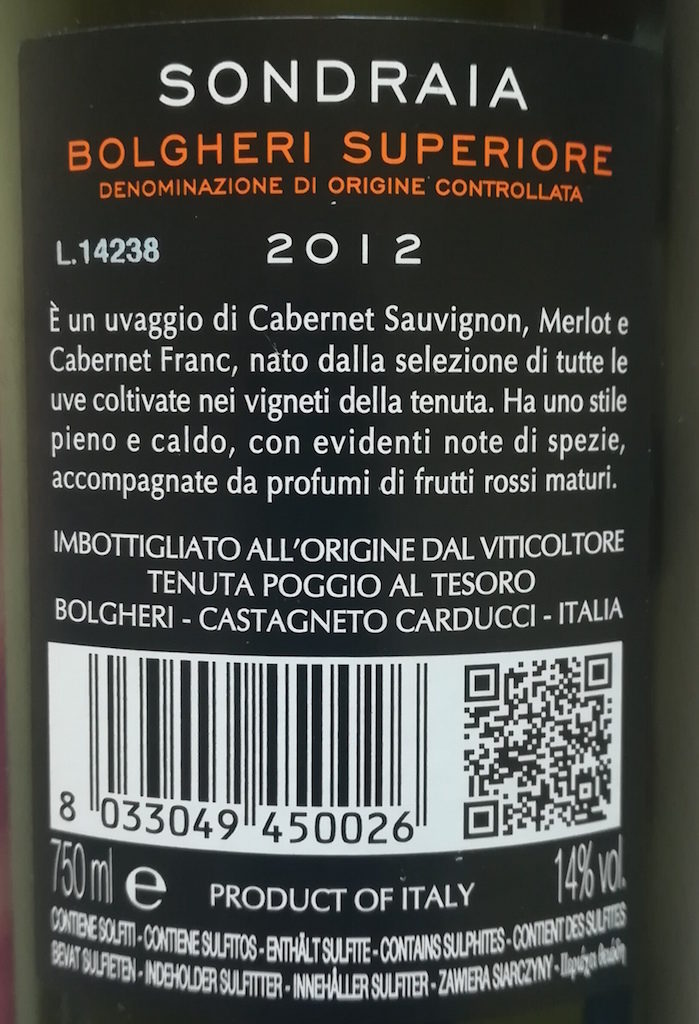 SONDRAIA
BOLGHERI SUPERIORE
DENOMINAZIONE DI ORIGINE CONTROLLATA
L.14238 2012
È un uvaggio di Cabernet Sauvignon, Merlot e
Cabernet Franc, nato dalla selezione di tutte le
uve coltivate nei vigneti della tenuta. Ha uno stile
pieno e caldo, con evidenti note di spezie,
accompagnate da profumi di frutti rossi maturi.
IMBOTTIGLIATO ALL'ORIGINE DAL VITICOLTORE
TENUTA POGGIO AL TESORO
BOLGHERI - CASTAGNETO CARDUCCI - ITALIA
8 033049 450026
750 ml e PRODUCT OF ITALY 14% vol.
CONTIENE SOLFITI - CONTIENE SULFITOS - ENTHÄLT SULFITE - CONTAINS SULPHITES - CONTIENT DES SULFITES
BEVAT SULFIETEN - INDEHOLDER SULFITTER - INNEHÅLLER SULFITER - ZAWIERA SIARCZYNY -